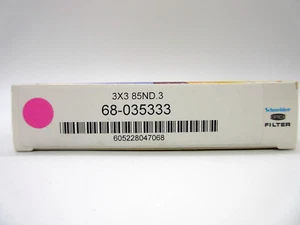 3X3 85ND.3
68-035333
605228047068
Schneider
FILTER